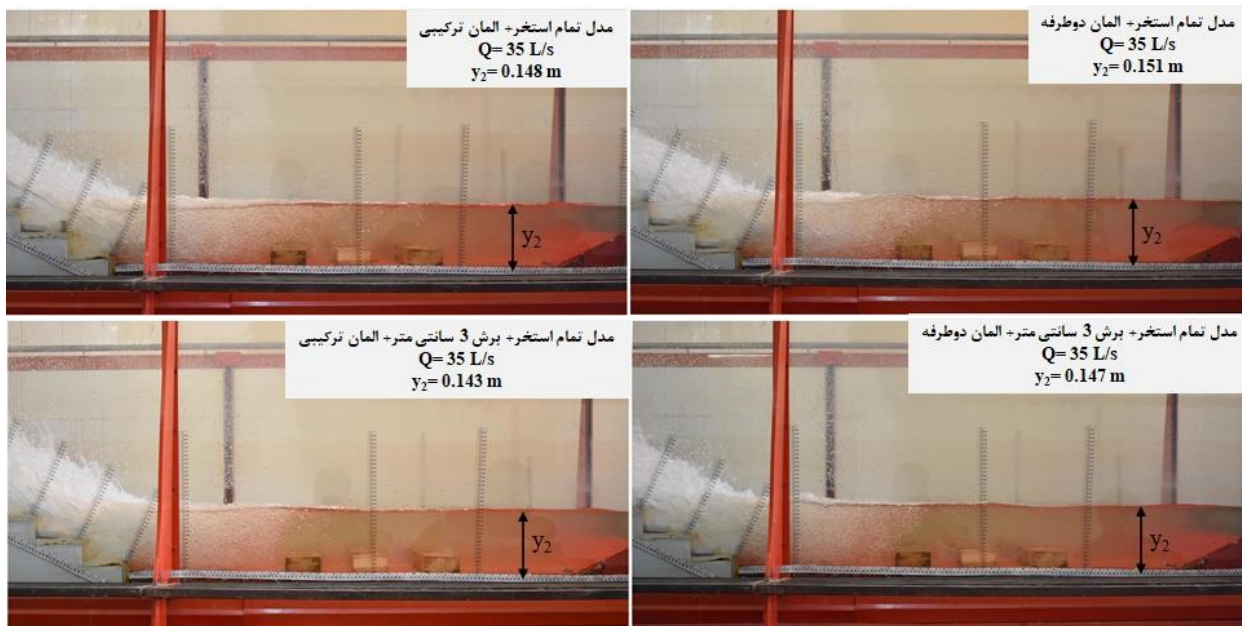 مدل تمام استخر+ المان ترکیبی
Q= 35 L/s
y₂= 0.148 m
y₂
مدل تمام استخر+ المان دوطرفه
Q= 35 L/s
y₂= 0.151 m
y₂
مدل تمام استخر+ برش 3 سانتی متر+ المان ترکیبی
Q= 35 L/s
y₂= 0.143 m
y₂
مدل تمام استخر+ برش 3 سانتی متر+ المان دوطرفه
Q= 35 L/s
y₂= 0.147 m
y₂